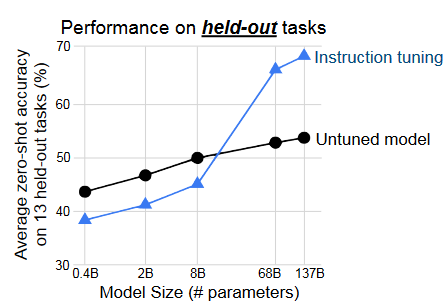 Performance on held-out tasks
Average zero-shot accuracy
on 13 held-out tasks (%)
70
60
50
40
30
Instruction tuning
Untuned model
0.4B 2B 8B 68B 137B
Model Size (# parameters)